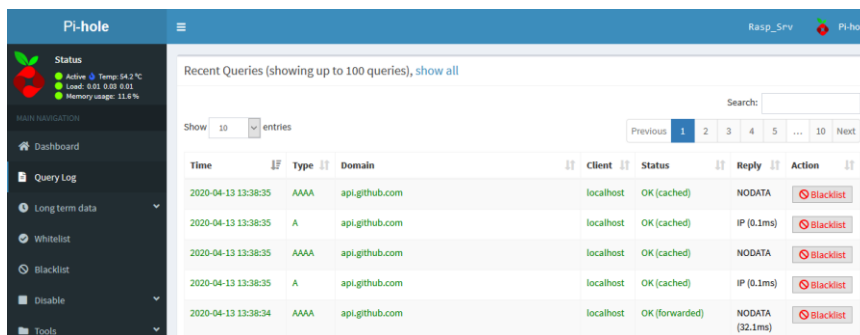 Pi-hole
Rasp_Srv
Pi-ho
Status
Active Temp: 54.2 °C
Load: 0.01 0.03 0.01
Memory usage: 11.6 %
MAIN NAVIGATION
Dashboard
Query Log
Long term data
Whitelist
Blacklist
Disable
Tools
Recent Queries (showing up to 100 queries), show all
Search:
Show 10 entries
Previous 1 2 3 4 5 ... 10 Next
Time Type Domain Client Status Reply Action
2020-04-13 13:38:35 AAAA api.github.com localhost OK (cached) NODATA Blacklist
2020-04-13 13:38:35 A api.github.com localhost OK (cached) IP (0.1ms) Blacklist
2020-04-13 13:38:35 AAAA api.github.com localhost OK (cached) NODATA Blacklist
2020-04-13 13:38:35 A api.github.com localhost OK (cached) IP (0.1ms) Blacklist
2020-04-13 13:38:34 AAAA api.github.com localhost OK (forwarded) NODATA Blacklist
(32.1ms)